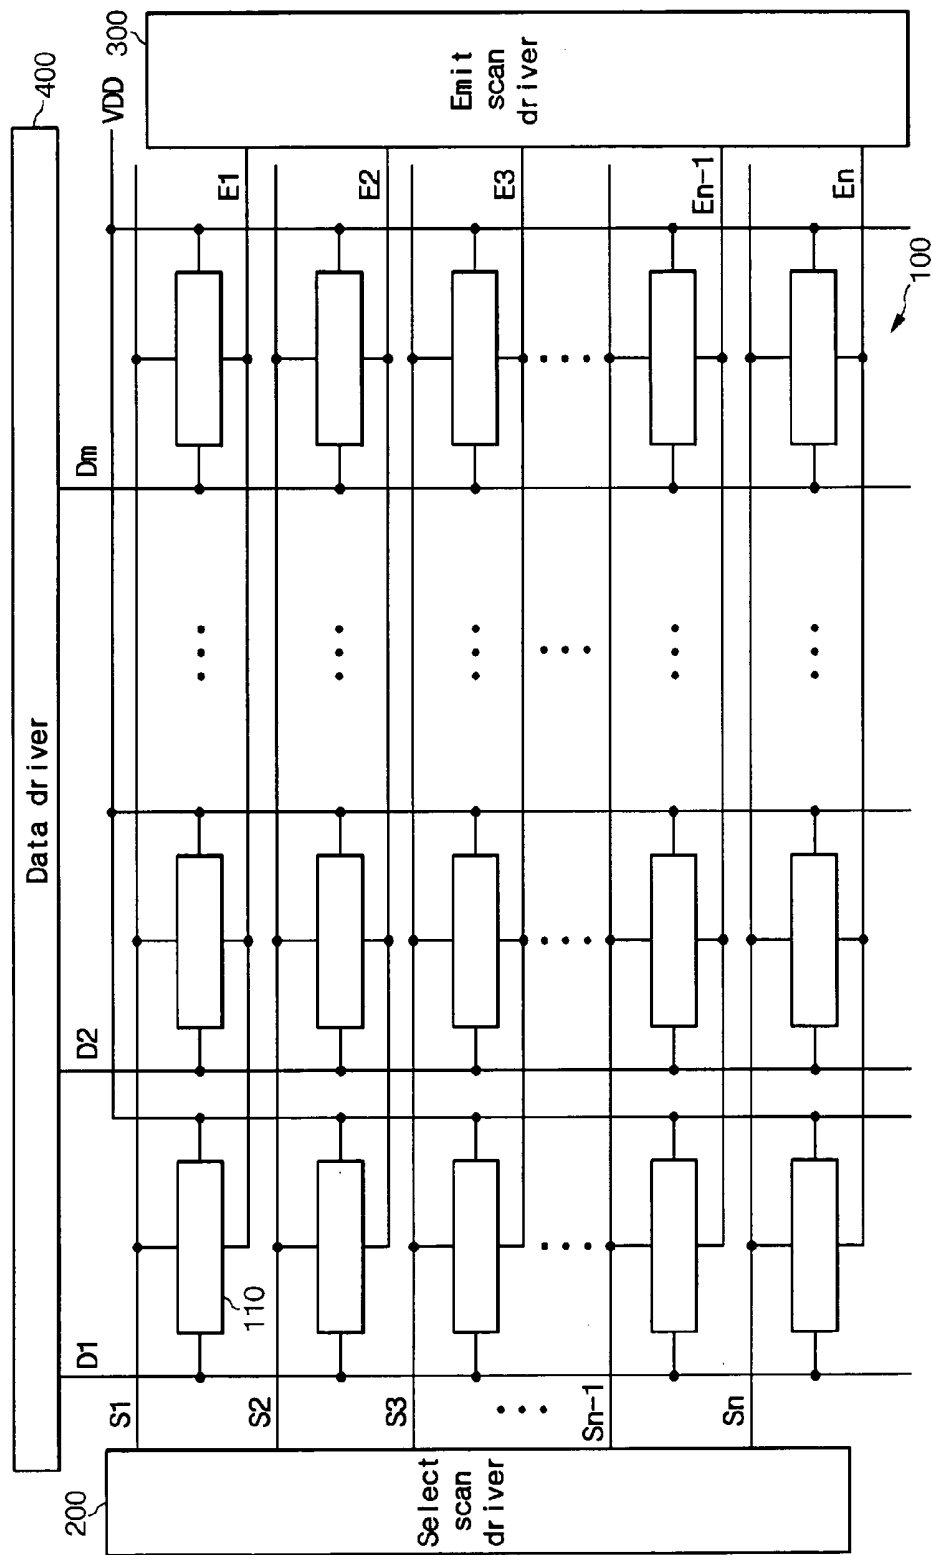 400
Data driver
300
VDD
D1
D2
Dm
200
Select
scan
driver
Emit
scan
driver
S1
110
E1
S2
E2
S3
E3
Sn-1
En-1
Sn
En
100